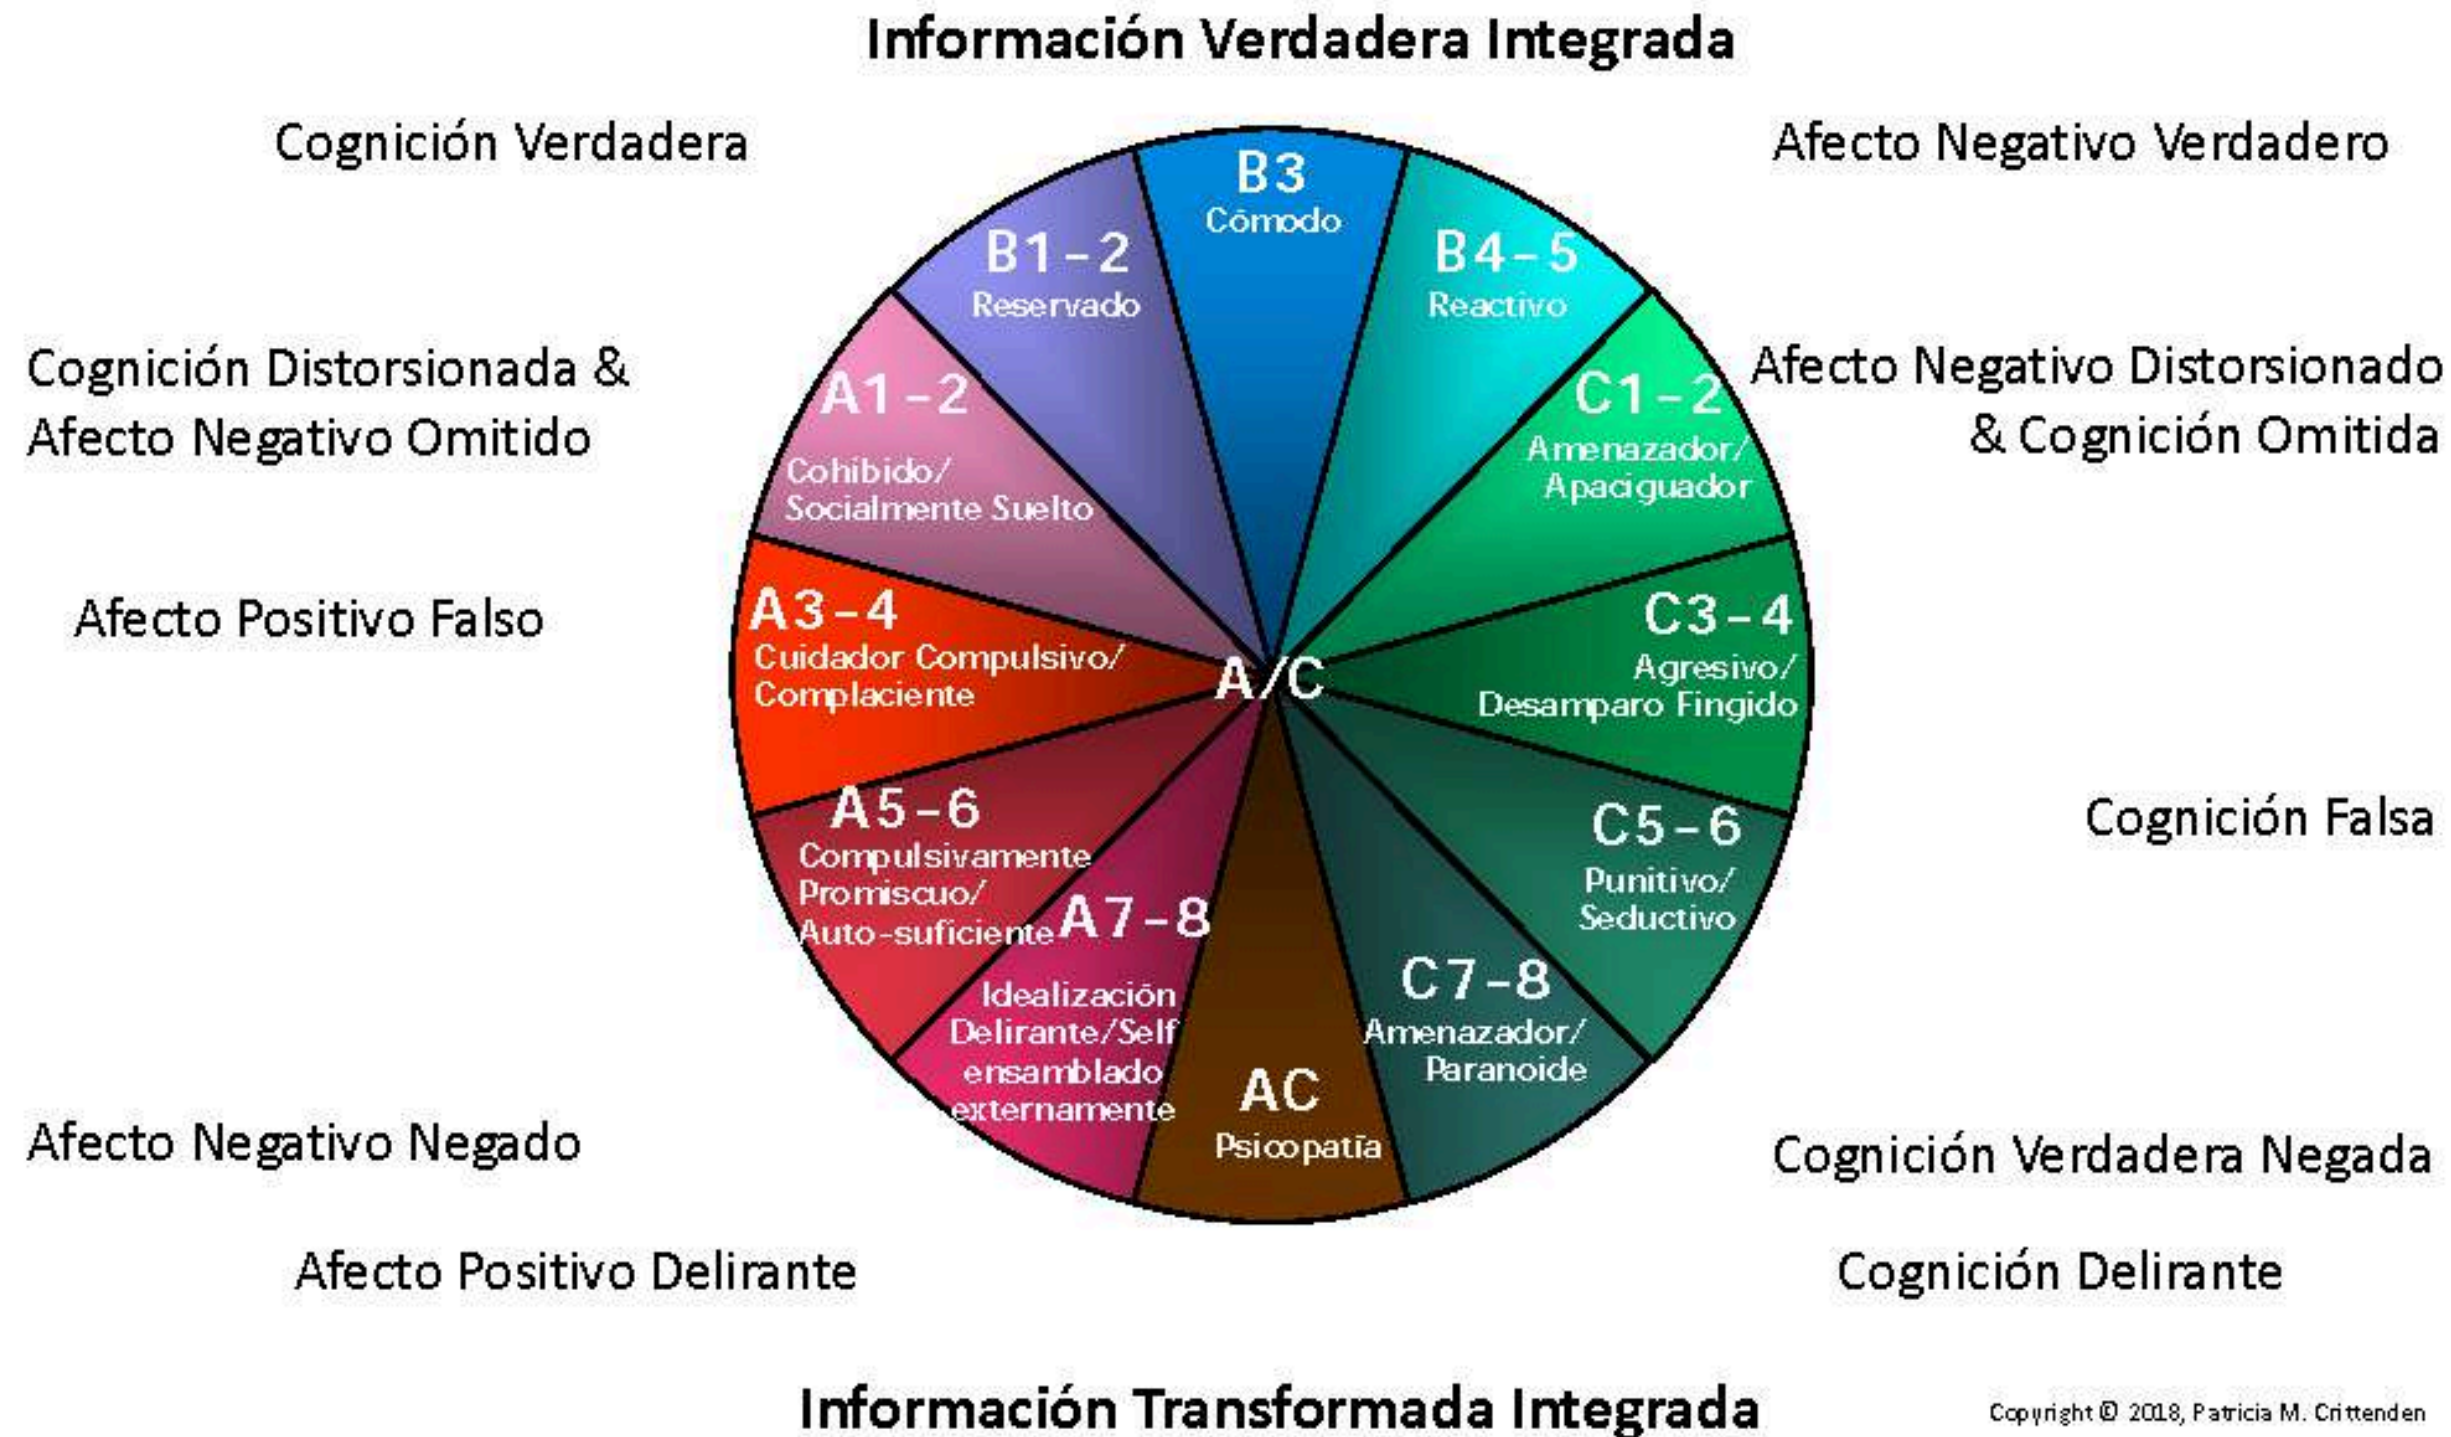 Información Verdadera Integrada
Cognición Verdadera
Afecto Negativo Verdadero
B3
Cómodo
B1-2
Reservado
B4-5
Reactivo
Cognición Distorsionada &
Afecto Negativo Omitido
A1-2
Cohibido/
Socialmente Suelto
C1-2
Amenazador/
Apaciguador
Afecto Negativo Distorsionado
& Cognición Omitida
Afecto Positivo Falso
A3-4
Cuidador Compulsivo/
Complaciente
A/C
C3-4
Agresivo/
Desamparo Fingido
A5-6
Compulsivamente
Promiscuo/
Auto-suficiente
C5-6
Punitivo/
Seductivo
Cognición Falsa
A7-8
Idealización
Delirante/Self
ensamblado
externamente
AC
Psicopatía
C7-8
Amenazador/
Paranoide
Afecto Negativo Negado
Cognición Verdadera Negada
Afecto Positivo Delirante
Cognición Delirante
Información Transformada Integrada
Copyright © 2018, Patricia M. Crittenden